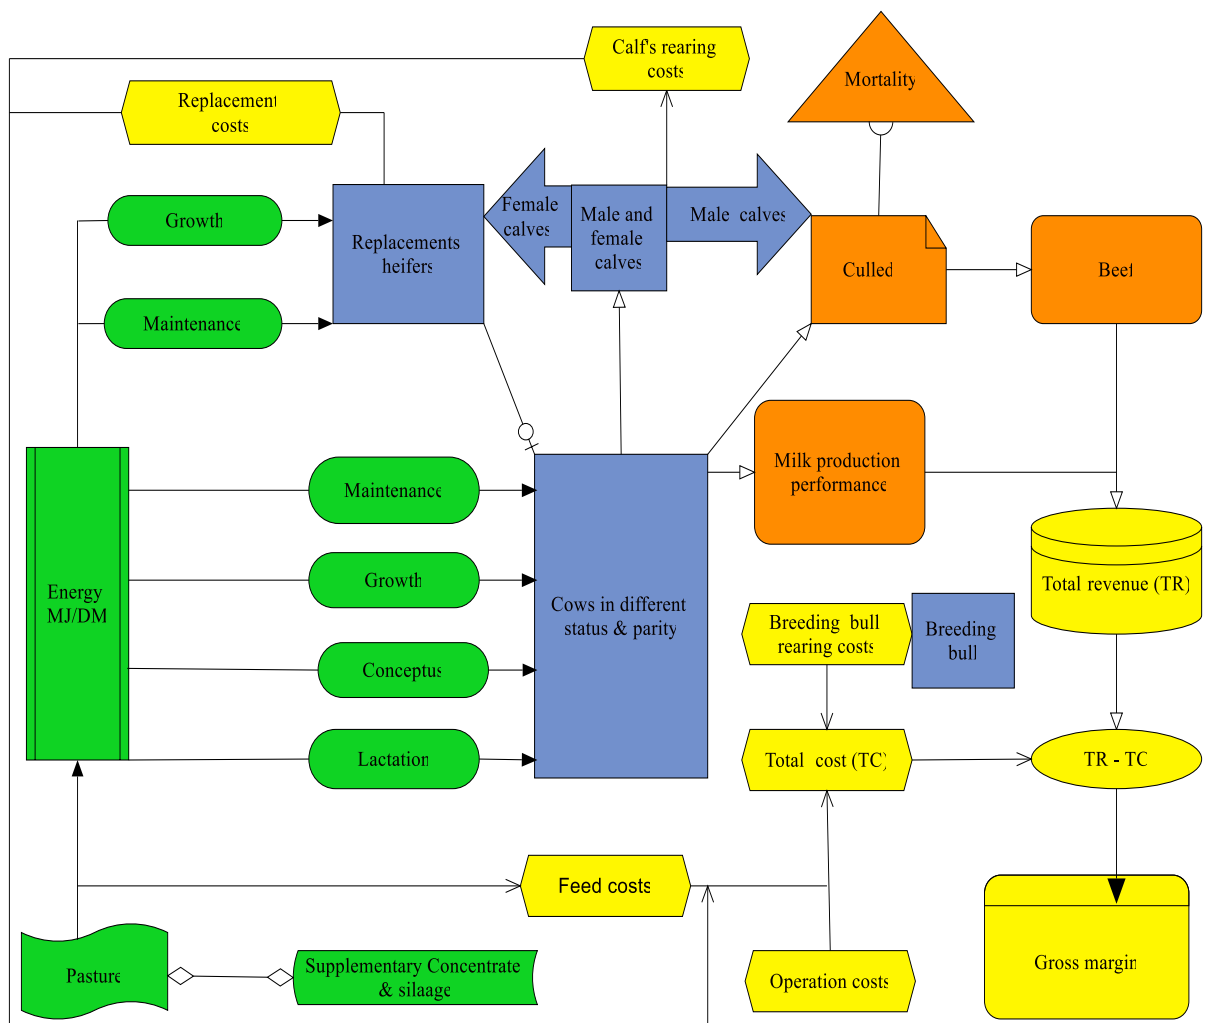 Calf's rearing
costs
Mortality
Replacement
costs
Growth
Replacements
heifers
Female
calves
Male and
female
calves
Male calves
Culled
Beef
Maintenance
Milk production
performance
Maintenance
Energy
MJ/DM
Growth
Cows in different
status & parity
Total revenue (TR)
Breeding bull
rearing costs
Breeding
bull
Conceptus
Lactation
Total cost (TC)
TR - TC
Feed costs
Pasture
Supplementary Concentrate
& silaage
Operation costs
Gross margin